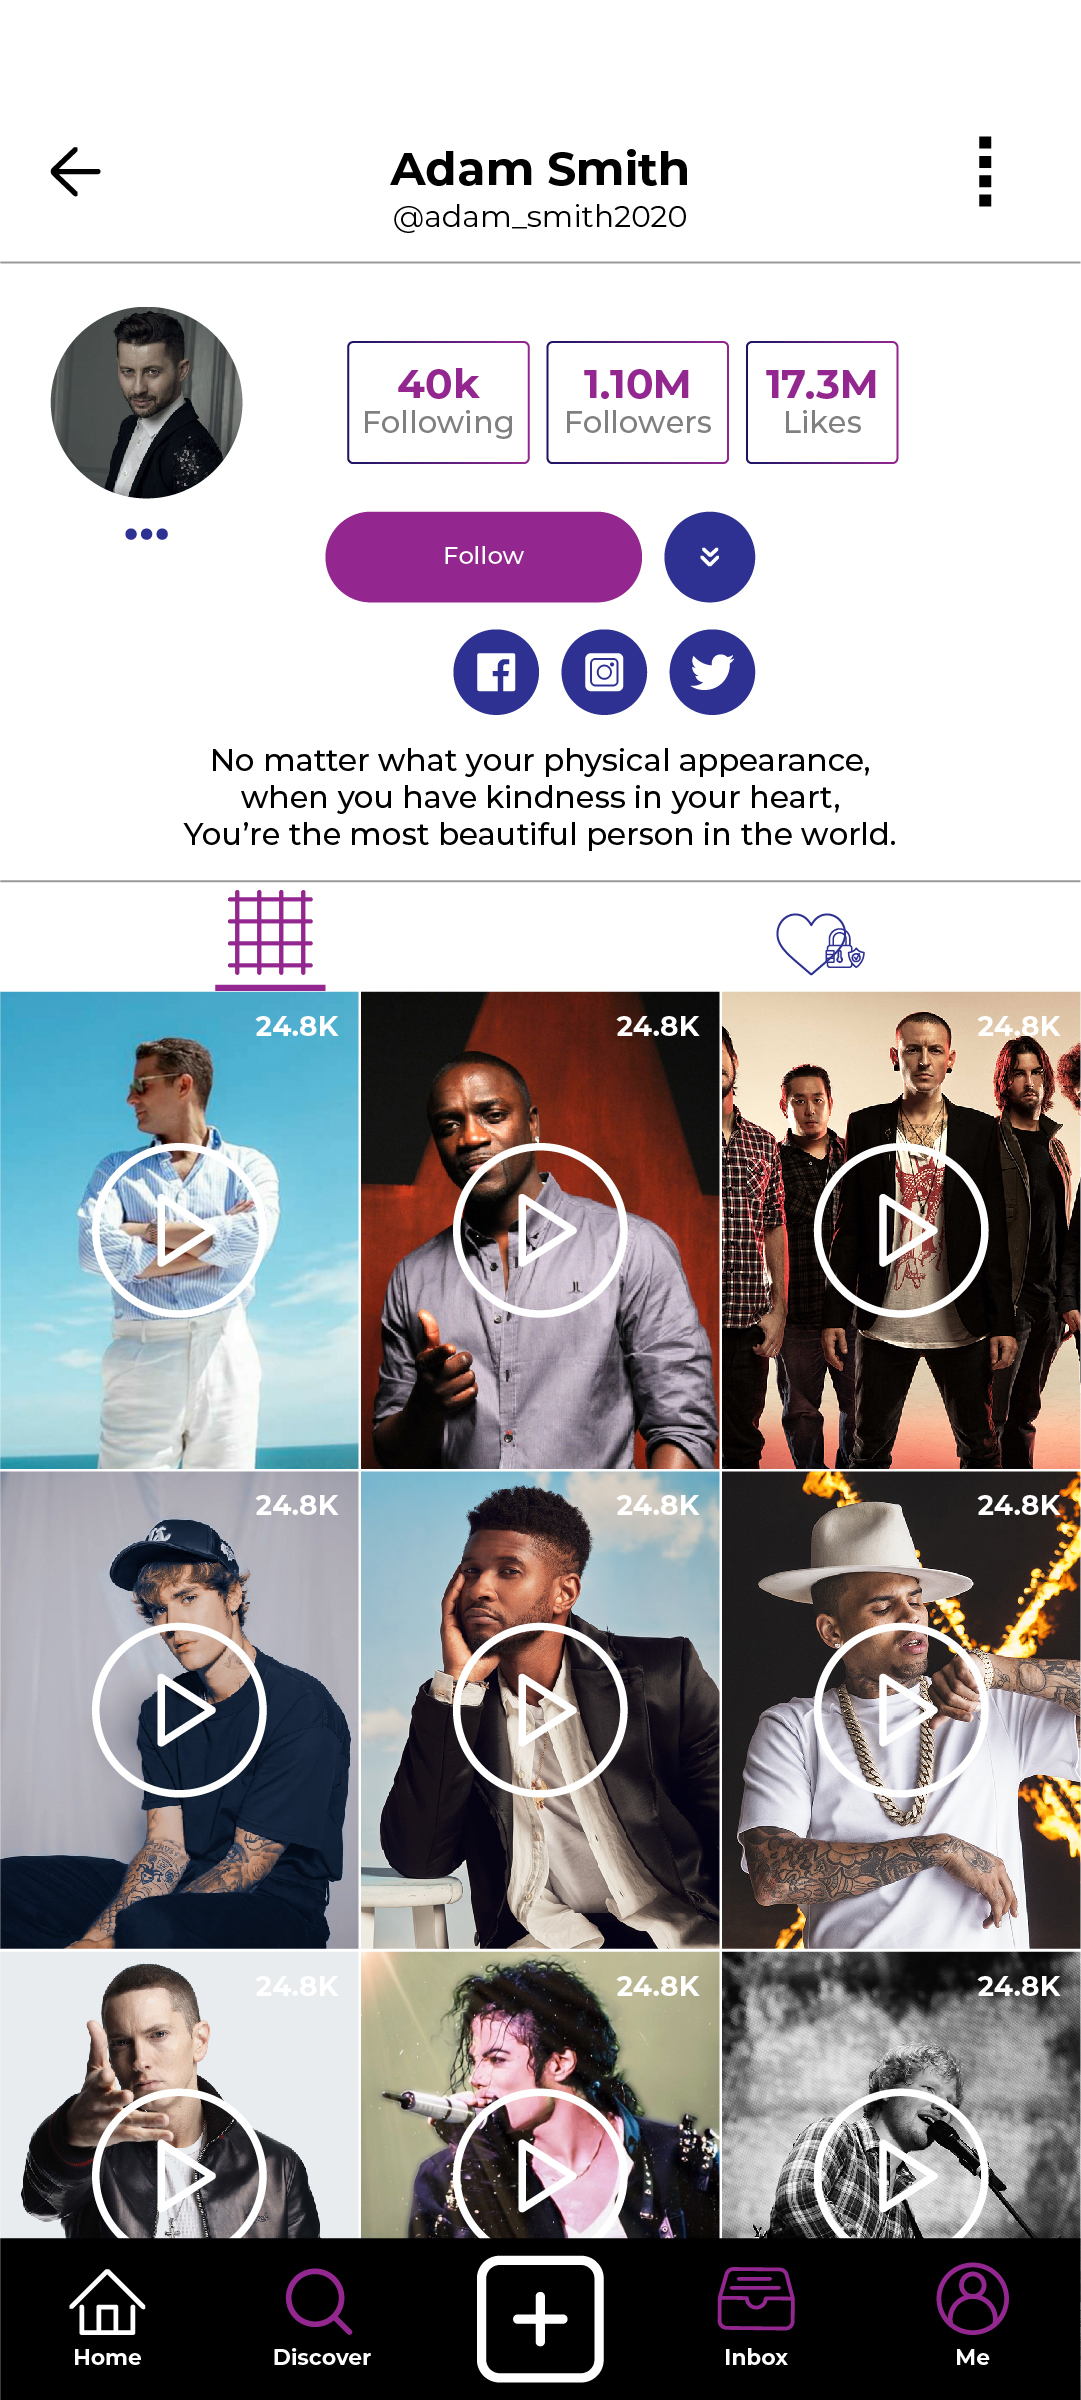 Adam Smith
@adam_smith2020
40k
Following
1.10M
Followers
17.3M
Likes
Follow
No matter what your physical appearance,
when you have kindness in your heart,
You’re the most beautiful person in the world.
24.8K
24.8K
24.8K
24.8K
24.8K
24.8K
24.8K
24.8K
24.8K
Home
Discover
Inbox
Me